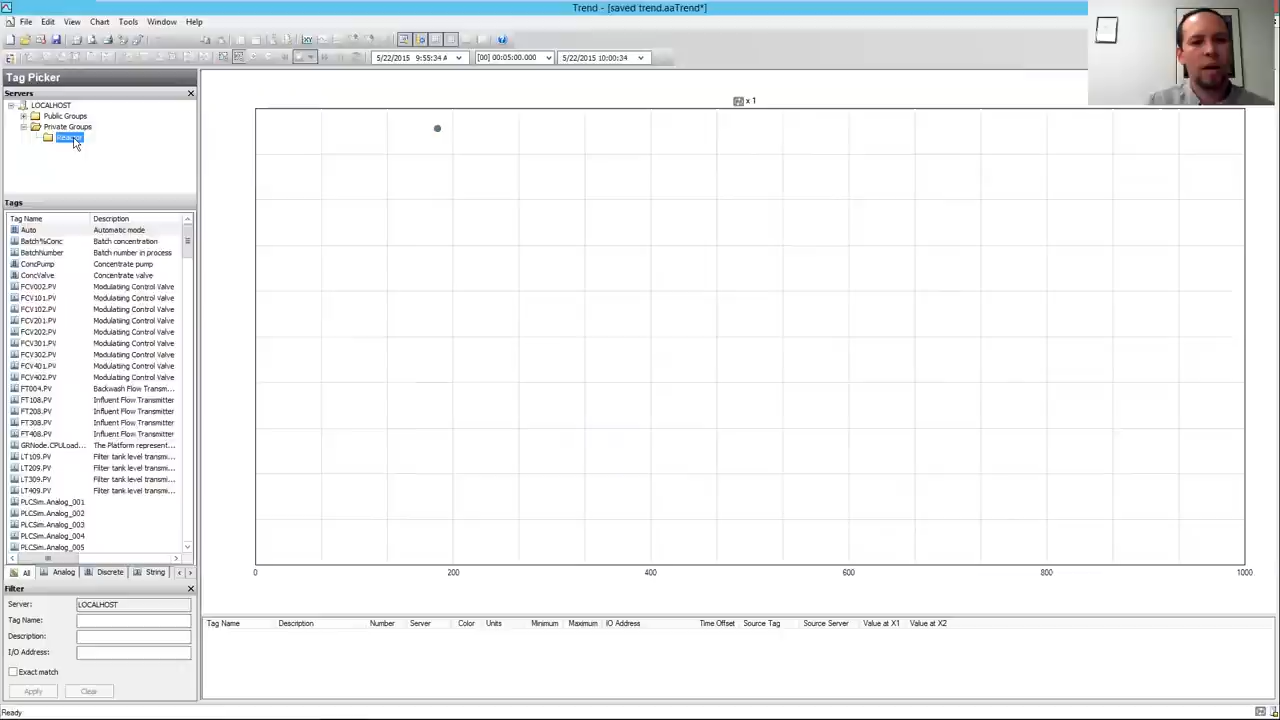 Trend - [saved trend.aaTrend*]
File Edit View Chart Tools Window Help
5/22/2015 9:55:34 A [00] 00:05:00.000 5/22/2015 10:00:34
Tag Picker
Servers
LOCALHOST
Public Groups
Private Groups
x 1
Tags
Tag Name Description
Auto Automatic mode
Batch%Conc Batch concentration
BatchNumber Batch number in process
ConcPump Concentrate pump
ConcValve Concentrate valve
FCV002.PV Modulating Control Valve
FCV101.PV Modulating Control Valve
FCV102.PV Modulating Control Valve
FCV201.PV Modulating Control Valve
FCV202.PV Modulating Control Valve
FCV301.PV Modulating Control Valve
FCV302.PV Modulating Control Valve
FCV401.PV Modulating Control Valve
FCV402.PV Modulating Control Valve
FT004.PV Backwash Flow Transm...
FT108.PV Influent Flow Transmitter
FT208.PV Influent Flow Transmitter
FT308.PV Influent Flow Transmitter
FT408.PV Influent Flow Transmitter
GRNode.CPULoad... The Platform represent...
LT109.PV Filter tank level transmi...
LT209.PV Filter tank level transmi...
LT309.PV Filter tank level transmi...
LT409.PV Filter tank level transmi...
PLCSim.Analog_001
PLCSim.Analog_002
PLCSim.Analog_003
PLCSim.Analog_004
PLCSim.Analog_005
All Analog Discrete String
0 200 400 600 800 1000
Filter
Server: LOCALHOST
Tag Name:
Description:
I/O Address:
Exact match
Apply Clear
Tag Name Description Number Server Color Units Minimum Maximum IO Address Time Offset Source Tag Source Server Value at X1 Value at X2
Ready